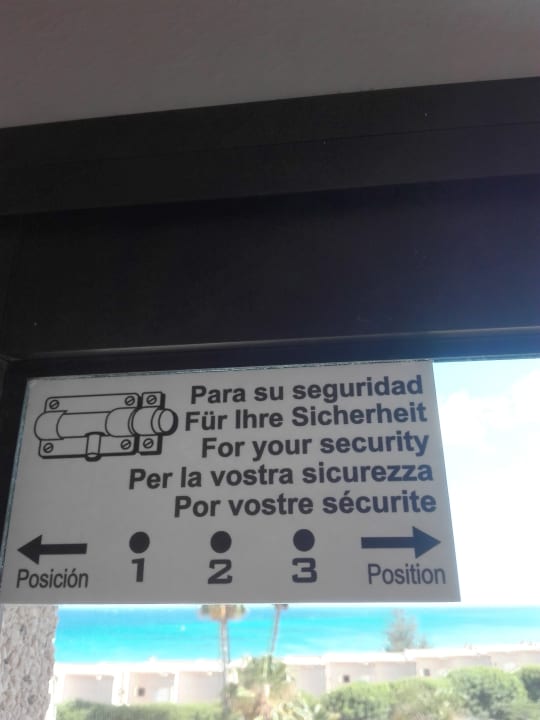 Para su seguridad
Für Ihre Sicherheit
For your security
Per la vostra sicurezza
Por vostre sécurite
Posición 1 2 3 Position